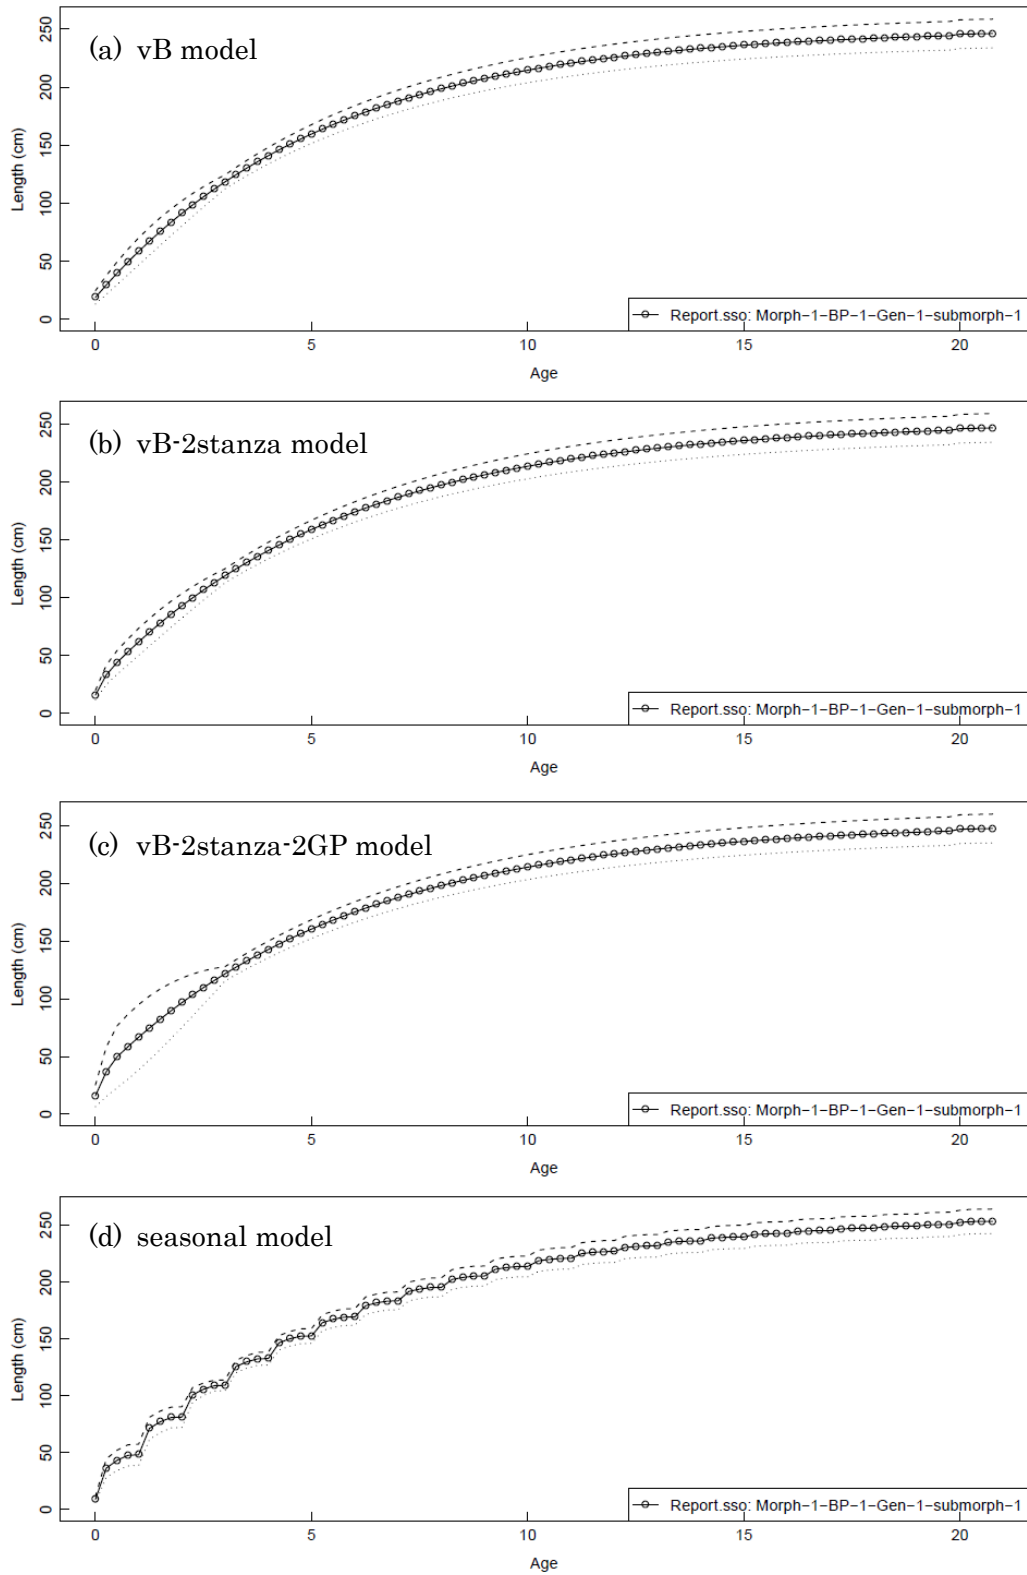 (a) vB model
Length (cm)
250
200
150
100
50
0
Report.sso: Morph−1−BP−1−Gen−1−submorph−1
0 5 10 15 20
Age
(b) vB-2stanza model
Length (cm)
250
200
150
100
50
0
Report.sso: Morph−1−BP−1−Gen−1−submorph−1
0 5 10 15 20
Age
(c) vB-2stanza-2GP model
Length (cm)
250
200
150
100
50
0
Report.sso: Morph−1−BP−1−Gen−1−submorph−1
0 5 10 15 20
Age
(d) seasonal model
Length (cm)
250
200
150
100
50
0
Report.sso: Morph−1−BP−1−Gen−1−submorph−1
0 5 10 15 20
Age